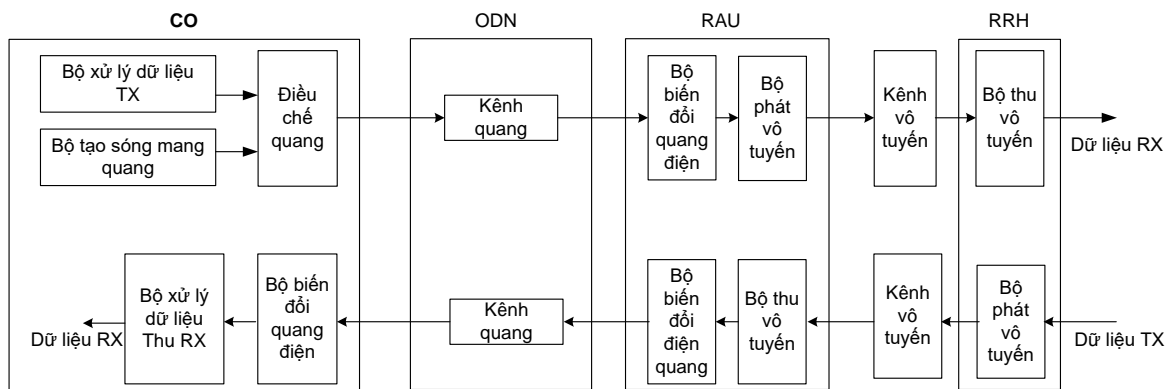 CO
ODN
RAU
RRH
Bộ xử lý dữ liệu
TX
Bộ tạo sóng mang
quang
Điều
chế
quang
Kênh
quang
Bộ
biến
đổi
quang
điện
Bộ
phát
vô
tuyến
Kênh
vô
tuyến
Bộ thu
vô
tuyến
Dữ liệu RX
Dữ liệu RX
Bộ xử lý
dữ liệu
Thu RX
Bộ biến
đổi
quang
điện
Kênh
quang
Bộ
biến
đổi
điện quang
Bộ thu
vô
tuyến
Kênh
vô
tuyến
Bộ
phát
vô tuyến
Dữ liệu TX